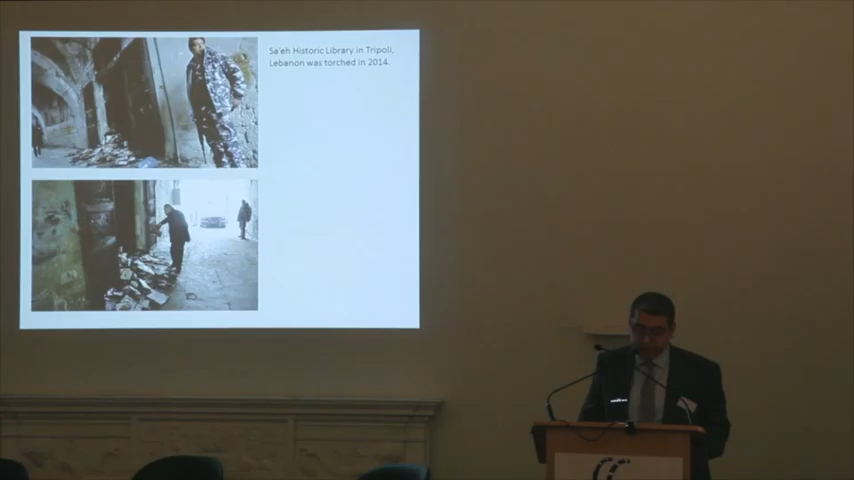 Sa'eh Historic Library in Tripoli,
Lebanon was torched in 2014.